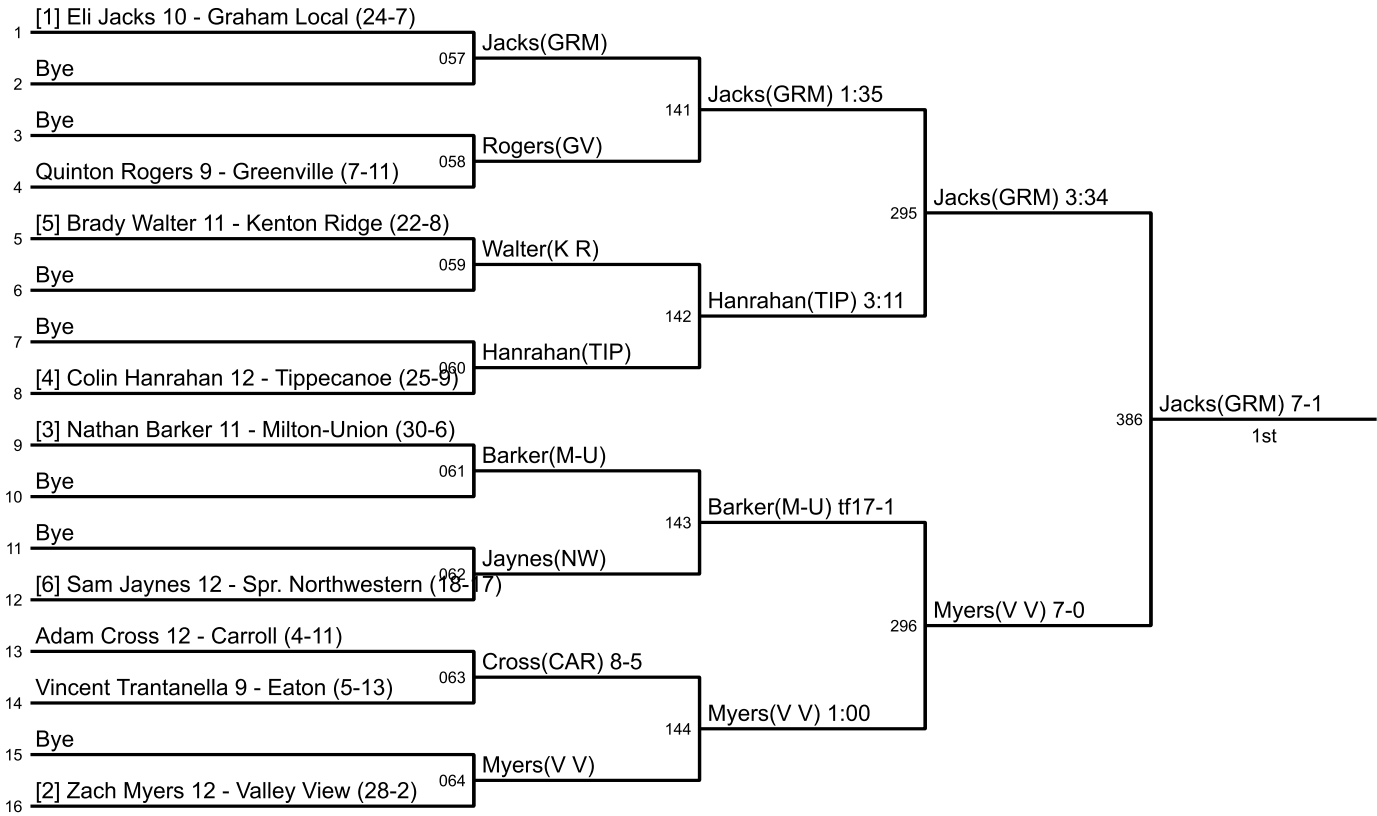 [1] Eli Jacks 10 - Graham Local (24-7)
1
057
Jacks(GRM)
Bye
2
141
Jacks(GRM) 1:35
Bye
3
058
Rogers(GV)
Quinton Rogers 9 - Greenville (7-11)
4
295
Jacks(GRM) 3:34
[5] Brady Walter 11 - Kenton Ridge (22-8)
5
059
Walter(K R)
Bye
6
142
Hanrahan(TIP) 3:11
Bye
7
060
Hanrahan(TIP)
[4] Colin Hanrahan 12 - Tippecanoe (25-9)
8
386
Jacks(GRM) 7-1
1st
[3] Nathan Barker 11 - Milton-Union (30-6)
9
061
Barker(M-U)
Bye
10
143
Barker(M-U) tf17-1
Bye
11
062
Jaynes(NW)
[6] Sam Jaynes 12 - Spr. Northwestern (18-17)
12
296
Myers(V V) 7-0
Adam Cross 12 - Carroll (4-11)
13
063
Cross(CAR) 8-5
Vincent Trantanella 9 - Eaton (5-13)
14
144
Myers(V V) 1:00
Bye
15
064
Myers(V V)
[2] Zach Myers 12 - Valley View (28-2)
16